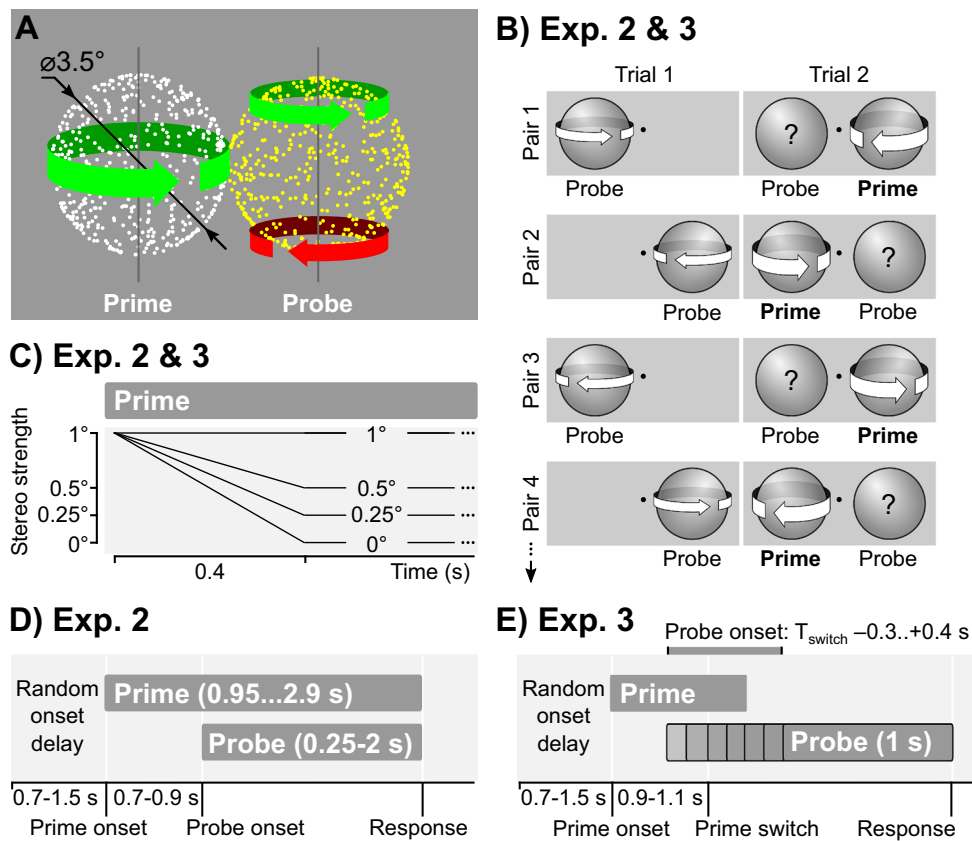 A
ø3.5°
Prime
Probe
B) Exp. 2 & 3
Trial 1
Trial 2
Pair 1
Probe
?
Probe
Prime
Pair 2
Probe
Prime
?
Probe
Pair 3
Probe
?
Probe
Prime
... Pair 4
Probe
Prime
?
Probe
C) Exp. 2 & 3
Prime
Stereo strength
1°
0.5°
0.25°
0°
1° ...
0.5° ...
0.25° ...
0° ...
0.4
Time (s)
D) Exp. 2
Random
onset
delay
Prime (0.95...2.9 s)
Probe (0.25-2 s)
0.7-1.5 s
0.7-0.9 s
Prime onset
Probe onset
Response
E) Exp. 3
Probe onset: Tswitch –0.3..+0.4 s
Random
onset
delay
Prime
Probe (1 s)
0.7-1.5 s
0.9-1.1 s
Prime onset
Prime switch
Response